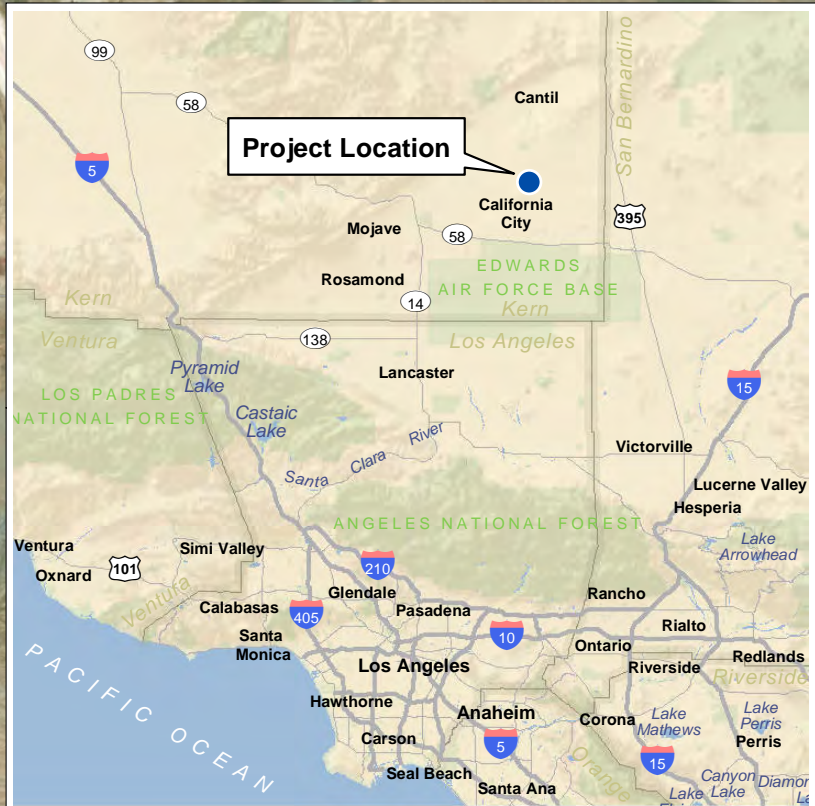 99
58
Cantil
San Bernardino
Project Location
5
California
City
395
Mojave
58
EDWARDS
AIR FORCE BASE
Rosamond
14
Kern
Kern
Ventura
138
Los Angeles
Pyramid
Lake
Lancaster
15
LOS PADRES
NATIONAL FOREST
Castaic
Lake
Santa Clara River
Victorville
Lucerne Valley
Hesperia
ANGELES NATIONAL FOREST
Lake
Arrowhead
Ventura
Simi Valley
101
Oxnard
210
Ventura
Glendale
Rancho
Calabasas
405
Pasadena
10
Rialto
Santa
Monica
Ontario
Los Angeles
Riverside
Redlands
Riverside
PACIFIC OCEAN
Hawthorne
Anaheim
Corona
Lake
Mathews
Lake
Perris
Carson
5
Perris
Orange
15
Seal Beach
Santa Ana
Canyon
Lake